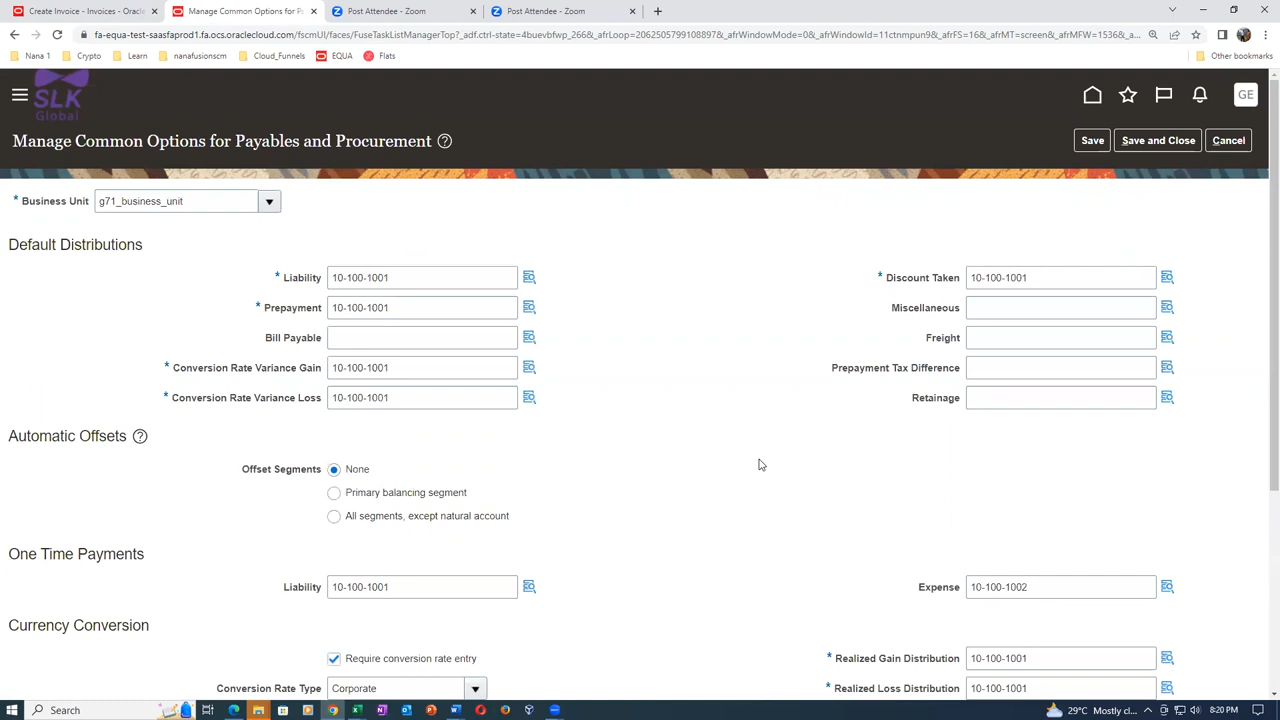 Create Invoice - Invoices - Oracle
Manage Common Options for Pa
Post Attendee - Zoom
Post Attendee - Zoom
fa-equa-test-saasfaprod1.fa.ocs.oraclecloud.com/fscmUI/faces/FuseTaskListManagerTop?_adf.ctrl-state=4buevbfwp_266&_afrLoop=2062505799108897&_afrWindowMode=0&_afrWindowId=11ctnmpun9&_afrFS=16&_afrMT=screen&_afrMFW=1536&_a...
Nana 1
Crypto
Learn
nanafusionscm
Cloud_Funnels
EQUA
Flats
Other bookmarks
SLK
Global
GE
Manage Common Options for Payables and Procurement
Save
Save and Close
Cancel
* Business Unit g71_business_unit
Default Distributions
* Liability 10-100-1001
* Discount Taken 10-100-1001
* Prepayment 10-100-1001
Miscellaneous
Bill Payable
Freight
* Conversion Rate Variance Gain 10-100-1001
Prepayment Tax Difference
* Conversion Rate Variance Loss 10-100-1001
Retainage
Automatic Offsets
Offset Segments None
Primary balancing segment
All segments, except natural account
One Time Payments
Liability 10-100-1001
Expense 10-100-1002
Currency Conversion
Require conversion rate entry
* Realized Gain Distribution 10-100-1001
Conversion Rate Type Corporate
* Realized Loss Distribution 10-100-1001
Search
29°C Mostly cl...
8:20 PM